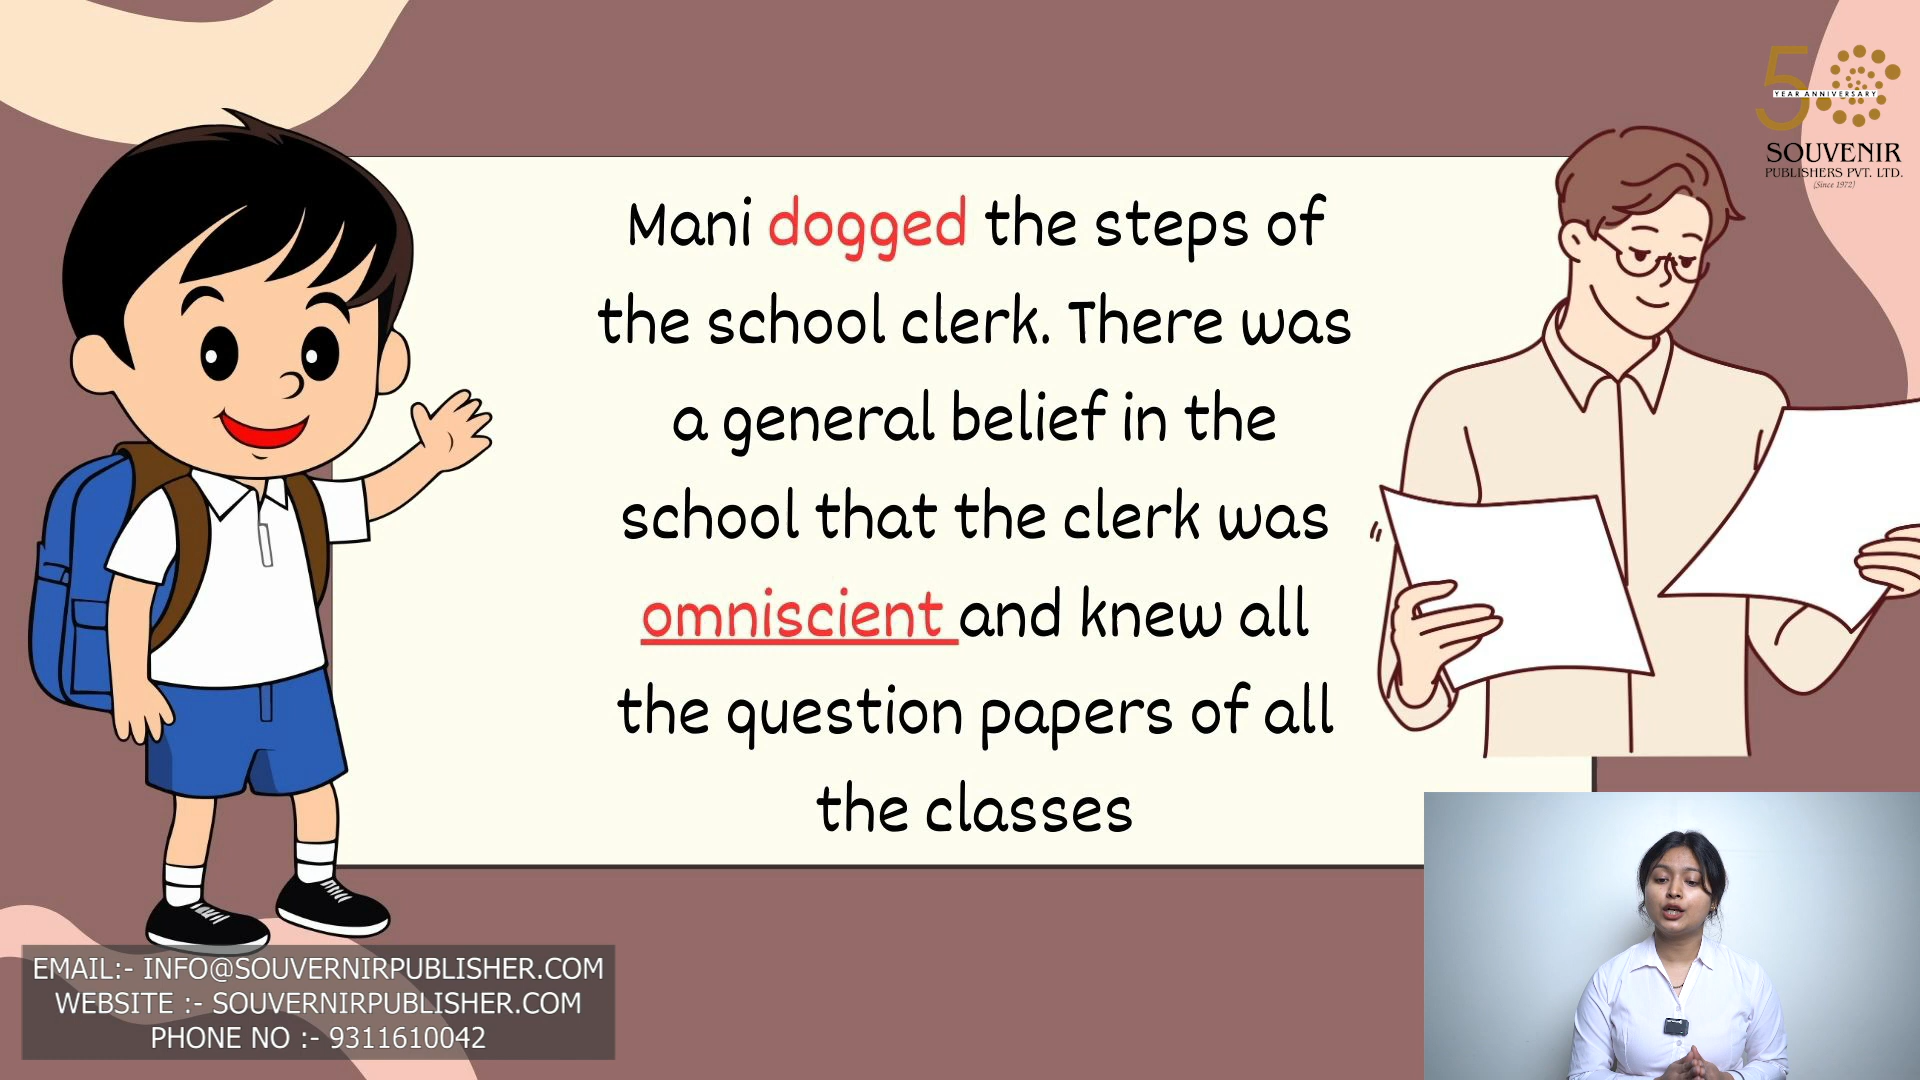 50
YEAR ANNIVERSARY
SOUVENIR
PUBLISHERS PVT. LTD.
(Since 1972)
Mani dogged the steps of
the school clerk. There was
a general belief in the
school that the clerk was
omniscient and knew all
the question papers of all
the classes
EMAIL:- INFO@SOUVERNIRPUBLISHER.COM
WEBSITE :- SOUVERNIRPUBLISHER.COM
PHONE NO :- 9311610042